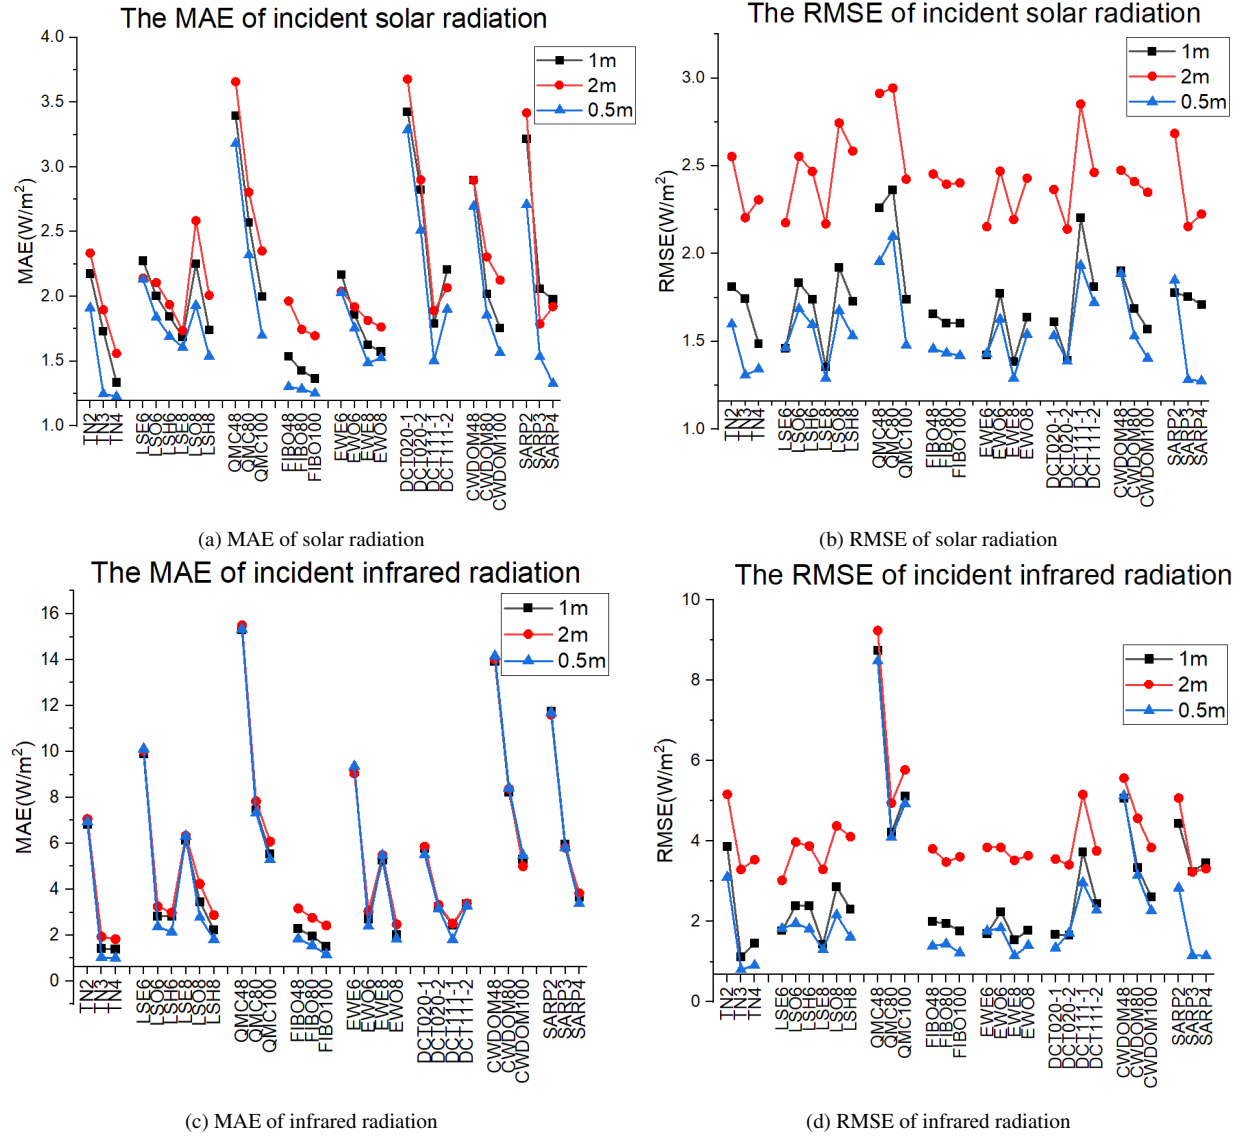 The MAE of incident solar radiation
4.0
3.5
3.0
2.5
2.0
1.5
1.0
MAE(W/m²)
1m
2m
0.5m
TN2
TN3
TN4
LSE6
LSO6
LSH6
LSE8
LSO8
LSH8
QMC48
QMC80
QMC100
FIBO48
FIBO80
FIBO100
EWE6
EWO6
EWE8
EWO8
DCT020-1
DCT020-2
DCT111-1
DCT111-2
CWDOM48
CWDOM80
CWDOM100
SARP2
SARP3
SARP4
(a) MAE of solar radiation
The RMSE of incident solar radiation
3.0
2.5
2.0
1.5
1.0
RMSE(W/m²)
1m
2m
0.5m
TN2
TN3
TN4
LSE6
LSO6
LSH6
LSE8
LSO8
LSH8
QMC48
QMC80
QMC100
FIBO48
FIBO80
FIBO100
EWE6
EWO6
EWE8
EWO8
DCT020-1
DCT020-2
DCT111-1
DCT111-2
CWDOM48
CWDOM80
CWDOM100
SARP2
SARP3
SARP4
(b) RMSE of solar radiation
The MAE of incident infrared radiation
16
14
12
10
8
6
4
2
0
MAE(W/m²)
1m
2m
0.5m
TN2
TN3
TN4
LSE6
LSO6
LSH6
LSE8
LSO8
LSH8
QMC48
QMC80
QMC100
FIBO48
FIBO80
FIBO100
EWE6
EWO6
EWE8
EWO8
DCT020-1
DCT020-2
DCT111-1
DCT111-2
CWDOM48
CWDOM80
CWDOM100
SARP2
SARP3
SARP4
(c) MAE of infrared radiation
The RMSE of incident infrared radiation
10
8
6
4
2
0
RMSE(W/m²)
1m
2m
0.5m
TN2
TN3
TN4
LSE6
LSO6
LSH6
LSE8
LSO8
LSH8
QMC48
QMC80
QMC100
FIBO48
FIBO80
FIBO100
EWE6
EWO6
EWE8
EWO8
DCT020-1
DCT020-2
DCT111-1
DCT111-2
CWDOM48
CWDOM80
CWDOM100
SARP2
SARP3
SARP4
(d) RMSE of infrared radiation